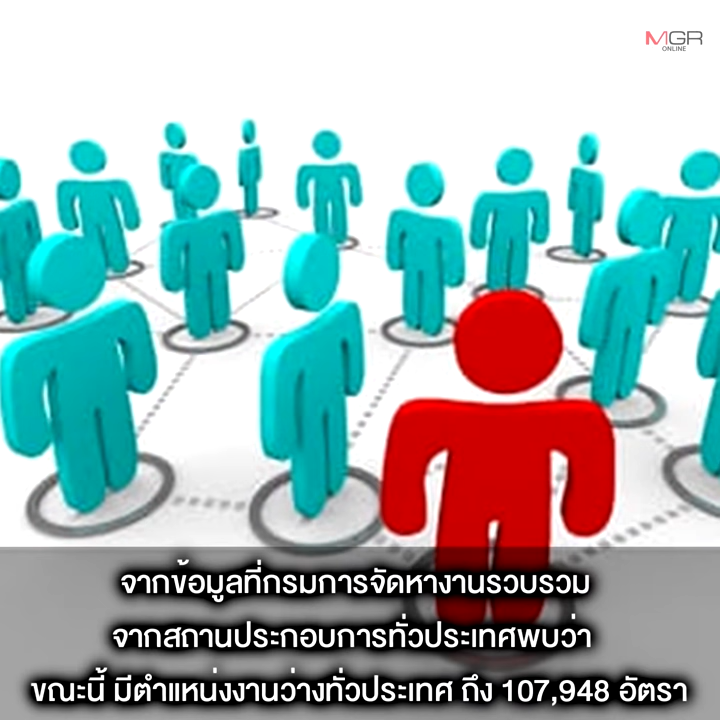 MGR
ONLINE
จากข้อมูลที่กรมการจัดหางานรวบรวม
จากสถานประกอบการทั่วประเทศพบว่า
ขณะนี้ มีตำแหน่งงานว่างทั่วประเทศ ถึง 107,948 อัตรา